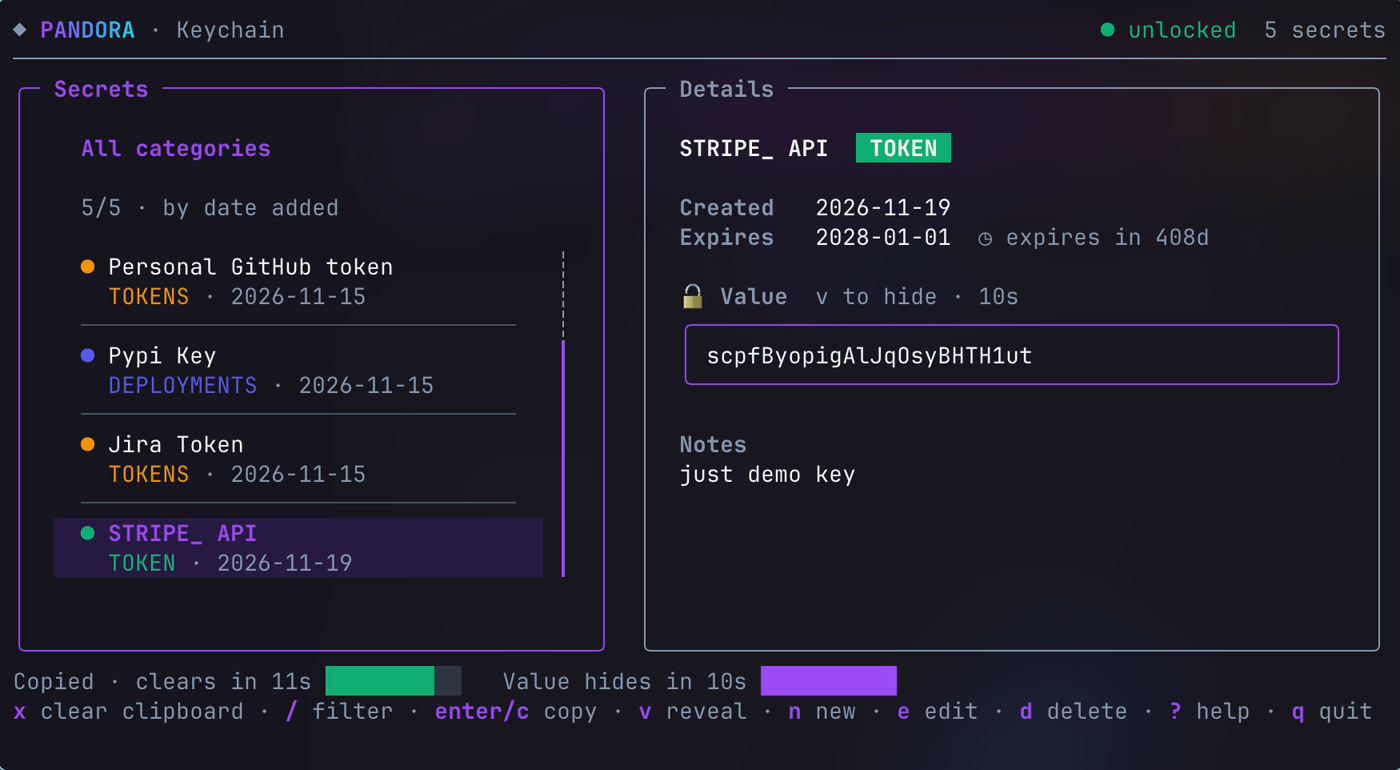 ◆ PANDORA · Keychain
● unlocked 5 secrets
Secrets
All categories
5/5 · by date added
● Personal GitHub token
TOKENS · 2026-11-15
● Pypi Key
DEPLOYMENTS · 2026-11-15
● Jira Token
TOKENS · 2026-11-15
● STRIPE_ API
TOKEN · 2026-11-19
Details
STRIPE_ API TOKEN
Created 2026-11-19
Expires 2028-01-01 ◷ expires in 408d
🔓 Value v to hide · 10s
scpfByopigAlJqOsyBHTH1ut
Notes
just demo key
Copied · clears in 11s Value hides in 10s
x clear clipboard · / filter · enter/c copy · v reveal · n new · e edit · d delete · ? help · q quit